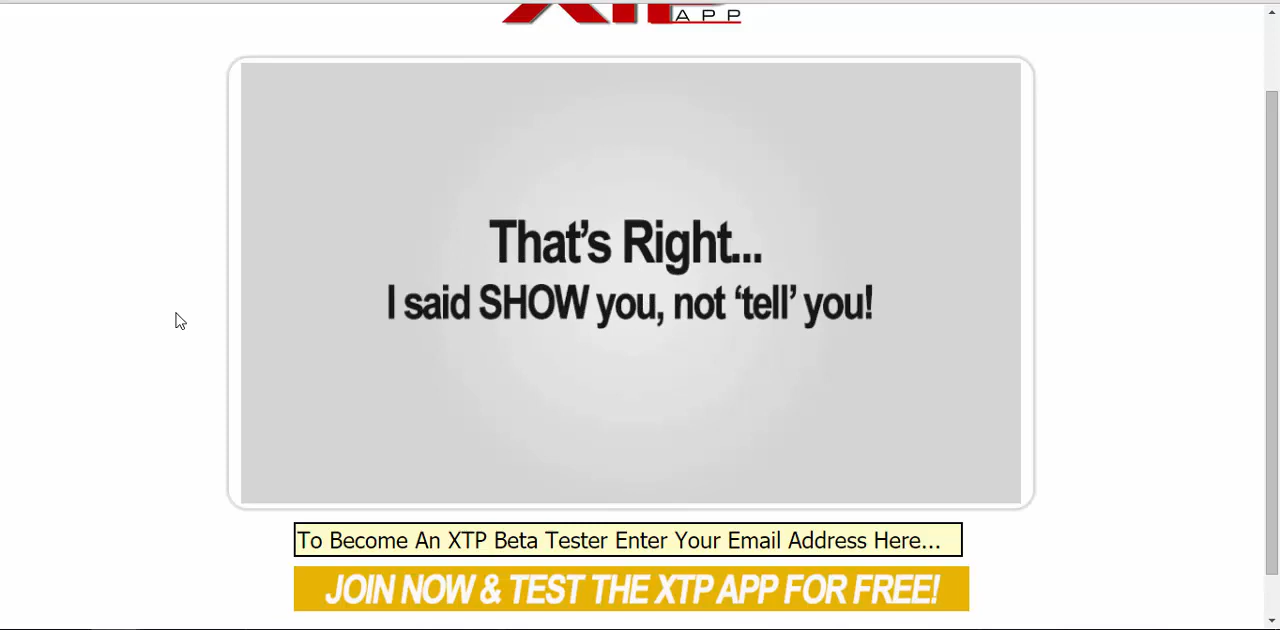 APP
That's Right...
I said SHOW you, not 'tell' you!
To Become An XTP Beta Tester Enter Your Email Address Here...
JOIN NOW & TEST THE XTP APP FOR FREE!